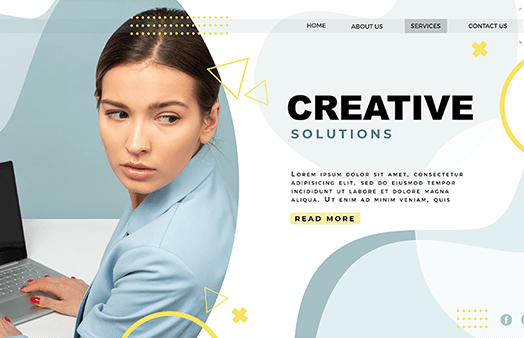 HOME
ABOUT US
SERVICES
CONTACT US
CREATIVE
SOLUTIONS
Lorem ipsum dolor sit amet, consectetur
adipisicing elit, sed do eiusmod tempor
incididunt ut labore et dolore magna
aliqua. Ut enim ad minim veniam, quis
READ MORE
f